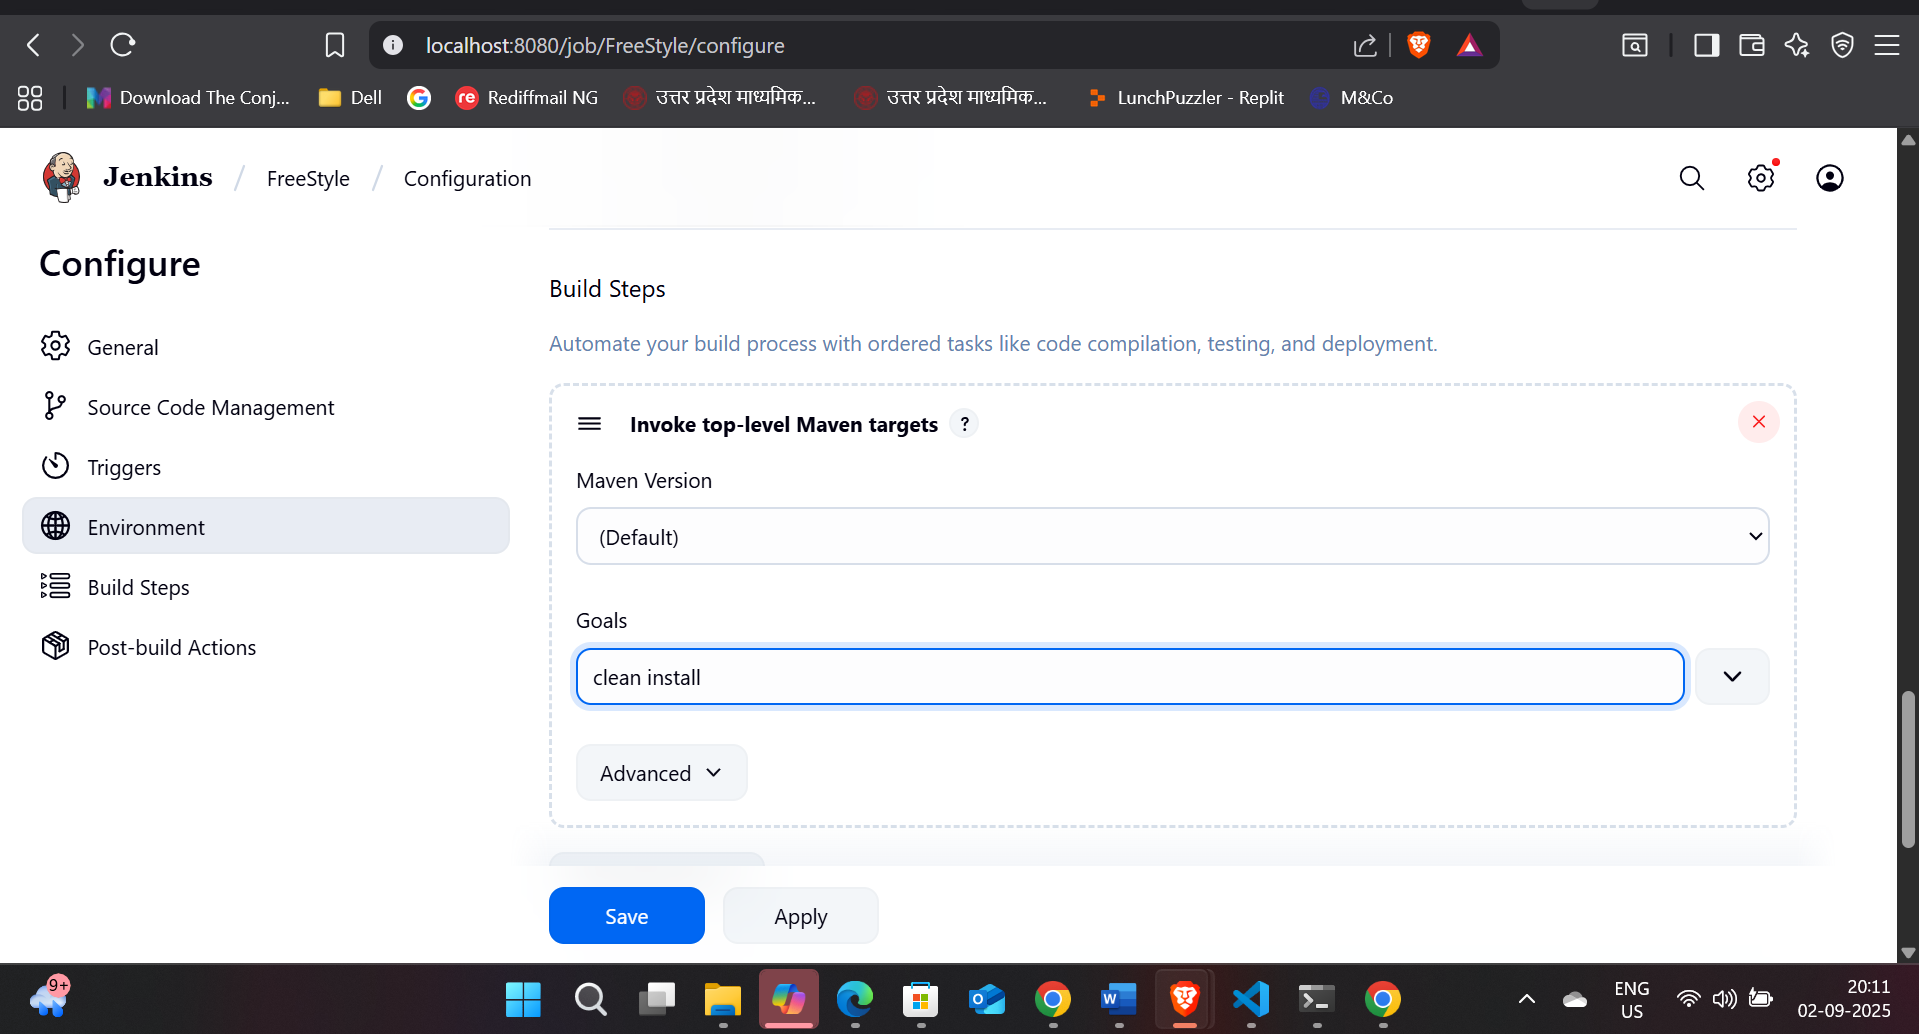 localhost:8080/job/FreeStyle/configure
Download The Conj...
Dell
Rediffmail NG
उत्तर प्रदेश माध्यमिक...
उत्तर प्रदेश माध्यमिक...
LunchPuzzler - Replit
M&Co
Jenkins / FreeStyle / Configuration
Configure
General
Source Code Management
Triggers
Environment
Build Steps
Post-build Actions
Build Steps
Automate your build process with ordered tasks like code compilation, testing, and deployment.
Invoke top-level Maven targets ?
Maven Version
(Default)
Goals
clean install
Advanced
Save
Apply
9+
ENG
US
20:11
02-09-2025